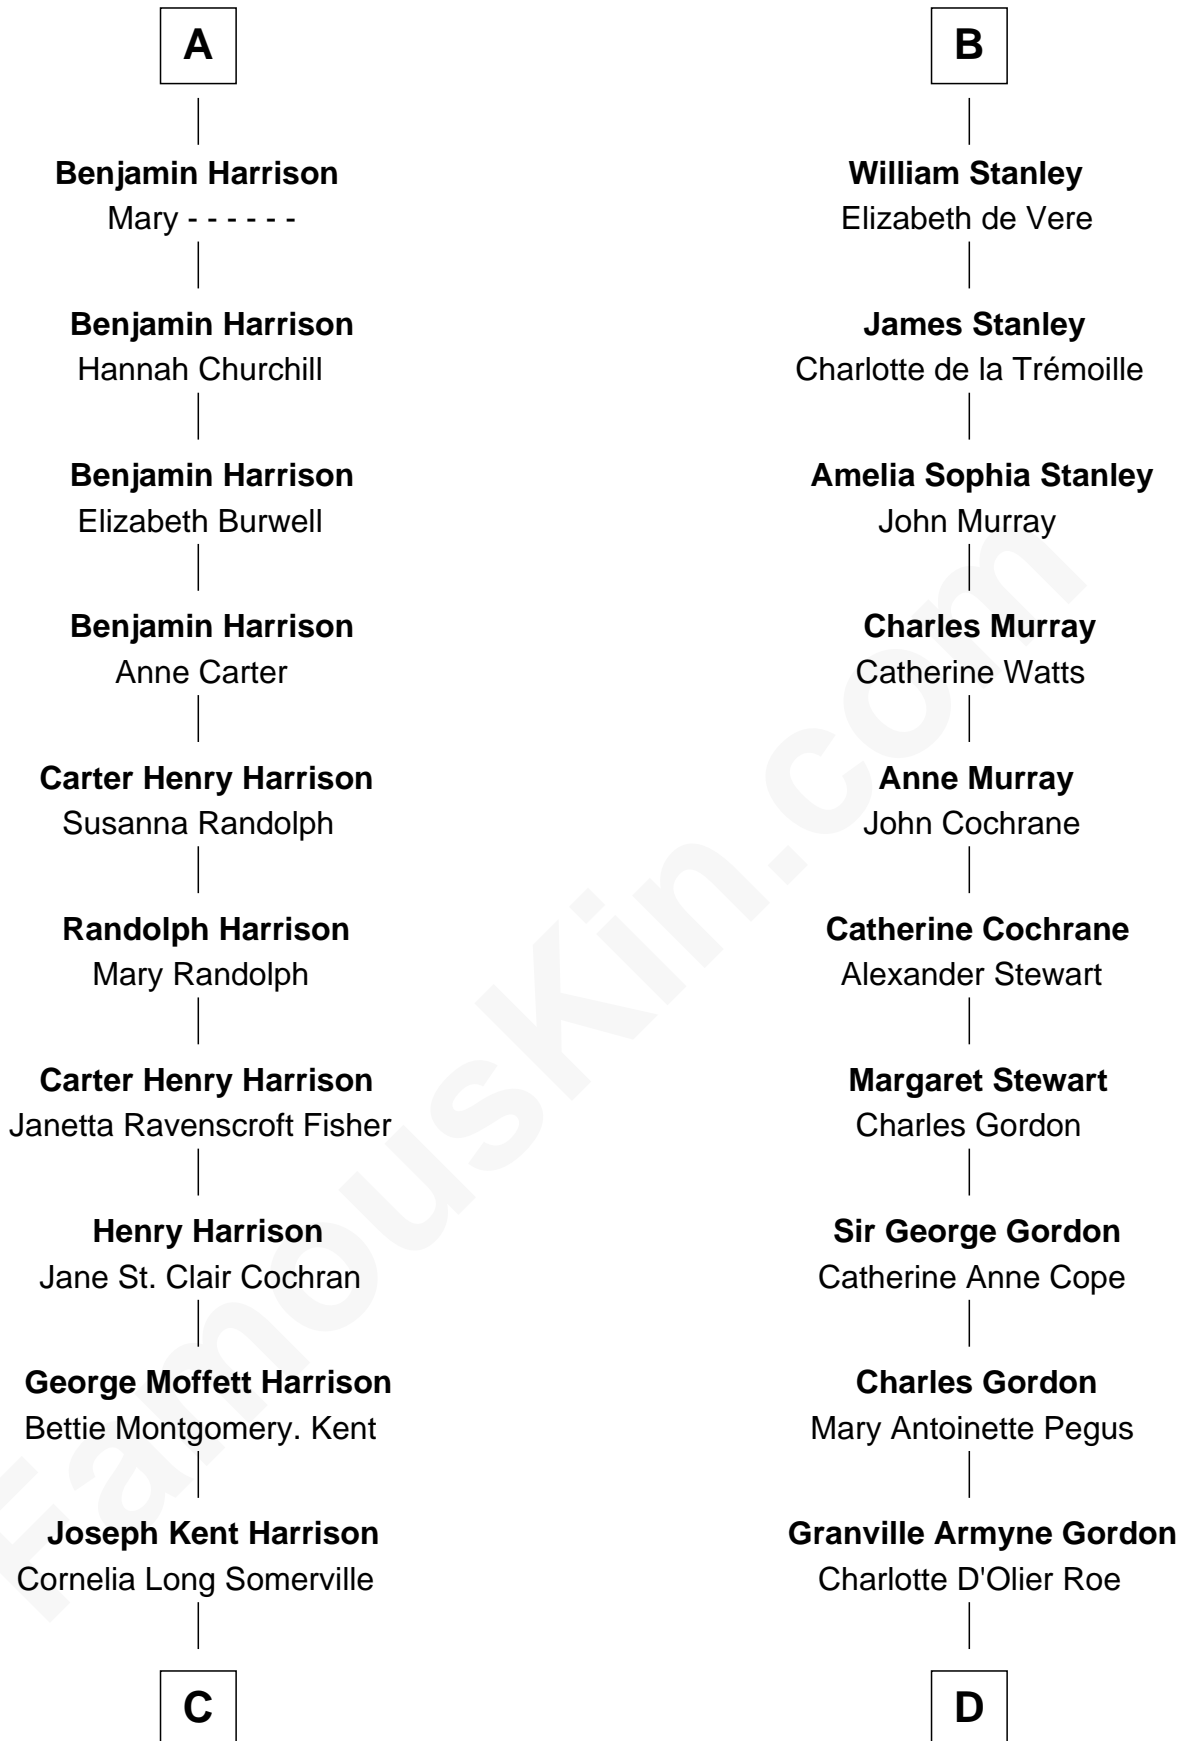 A
Benjamin Harrison
Mary - - - - - -
Benjamin Harrison
Hannah Churchill
Benjamin Harrison
Elizabeth Burwell
Benjamin Harrison
Anne Carter
Carter Henry Harrison
Susanna Randolph
Randolph Harrison
Mary Randolph
Carter Henry Harrison
Janetta Ravenscroft Fisher
Henry Harrison
Jane St. Clair Cochran
George Moffett Harrison
Bettie Montgomery. Kent
Joseph Kent Harrison
Cornelia Long Somerville
C
B
William Stanley
Elizabeth de Vere
James Stanley
Charlotte de la Trémoille
Amelia Sophia Stanley
John Murray
Charles Murray
Catherine Watts
Anne Murray
John Cochrane
Catherine Cochrane
Alexander Stewart
Margaret Stewart
Charles Gordon
Sir George Gordon
Catherine Anne Cope
Charles Gordon
Mary Antoinette Pegus
Granville Armyne Gordon
Charlotte D'Olier Roe
D
FamousKin.com